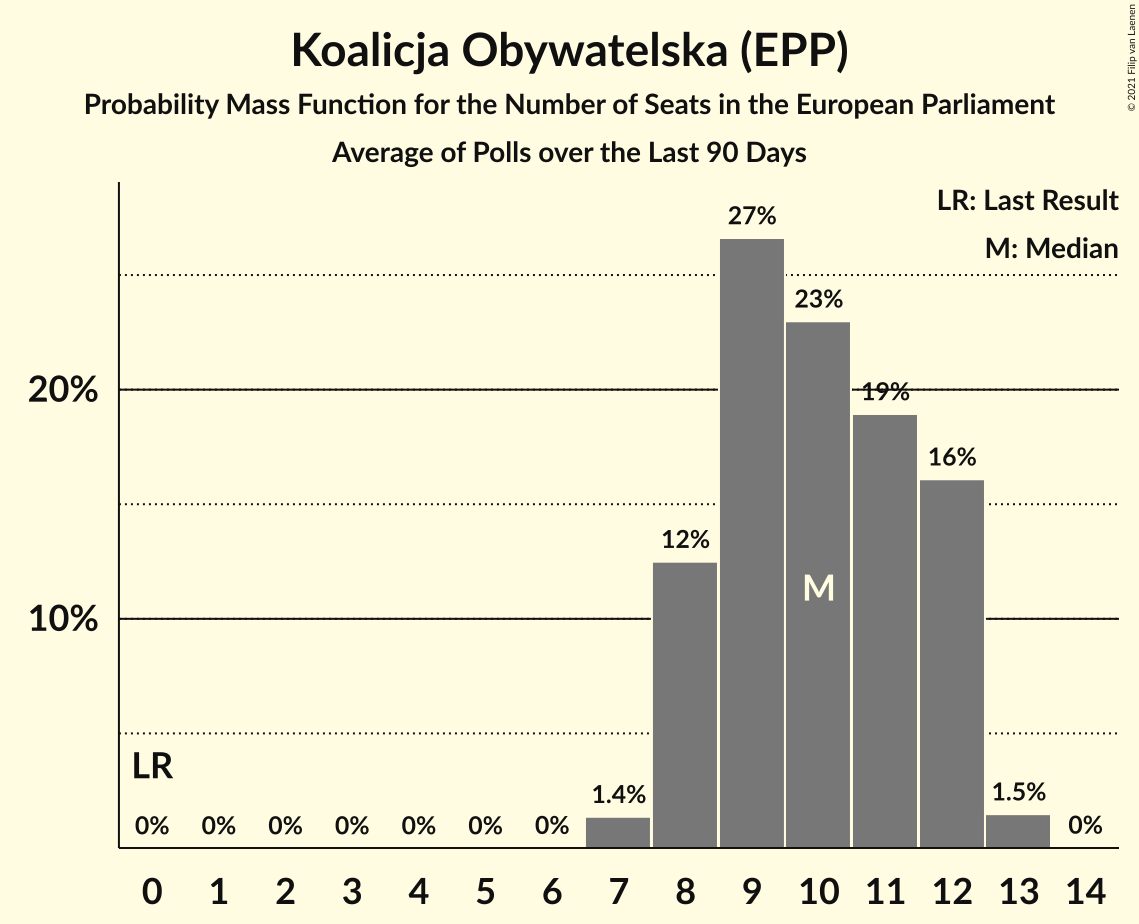 Koalicja Obywatelska (EPP)
Probability Mass Function for the Number of Seats in the European Parliament
Average of Polls over the Last 90 Days
© 2021 Filip van Laenen
LR: Last Result
M: Median
27%
23%
20%
19%
16%
12%
M
10%
LR
0% 0% 0% 0% 0% 0% 0% 1.4% 1.5% 0%
0 1 2 3 4 5 6 7 8 9 10 11 12 13 14